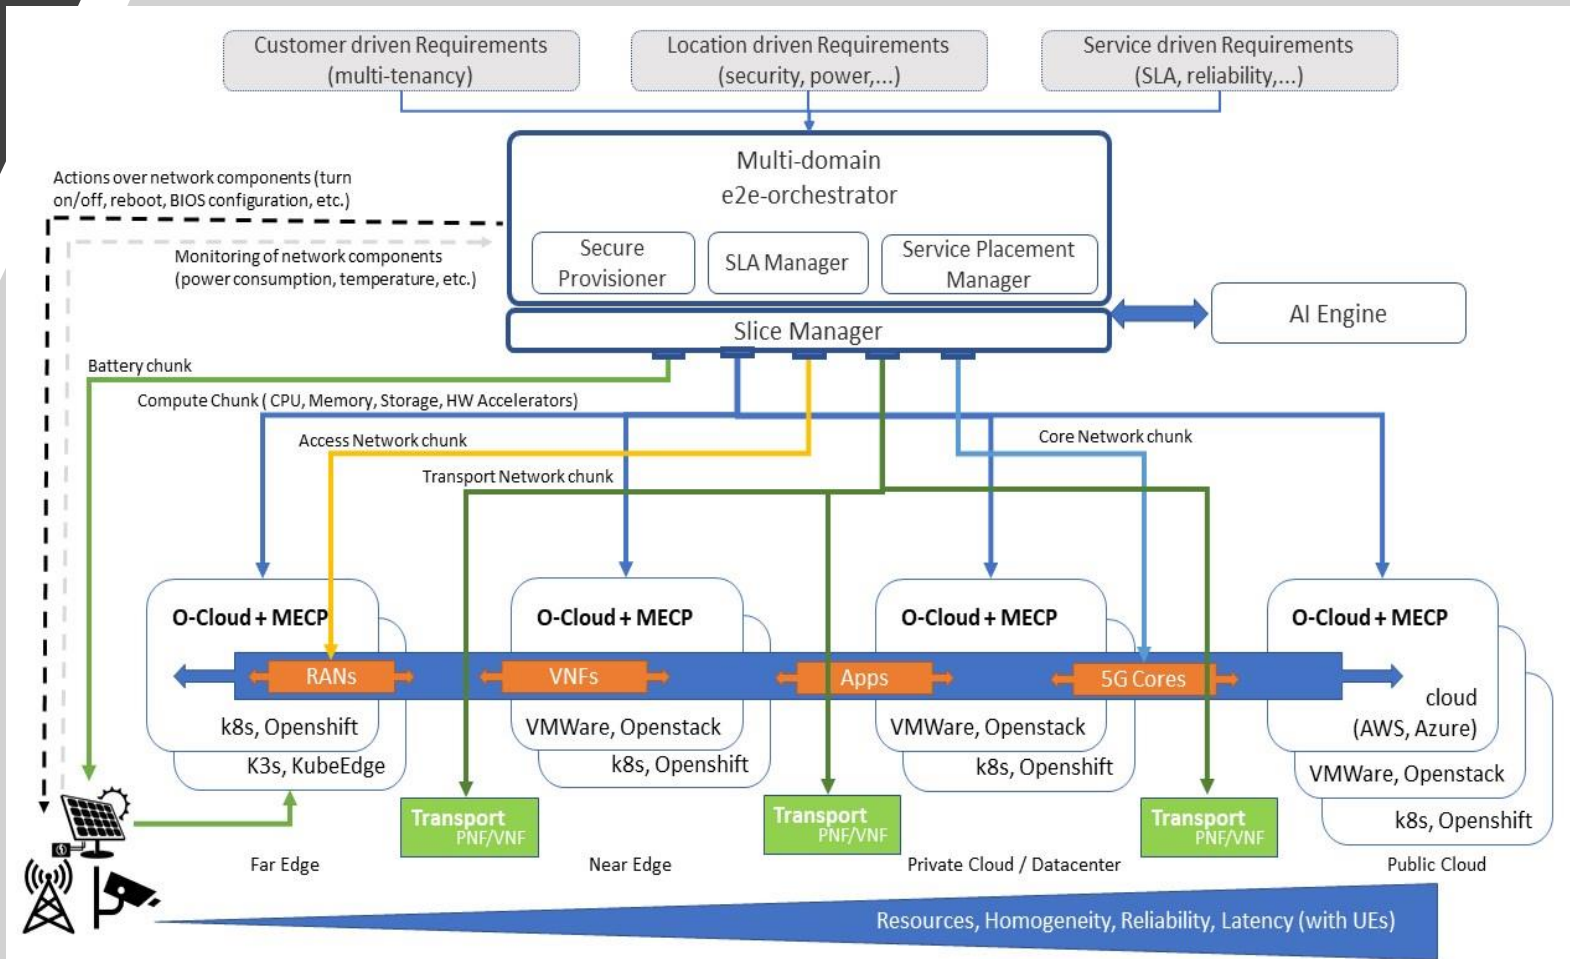 Customer driven Requirements
(multi-tenancy)
Location driven Requirements
(security, power,...)
Service driven Requirements
(SLA, reliability,...)
Multi-domain
e2e-orchestrator
Secure
Provisioner
SLA Manager
Service Placement
Manager
Slice Manager
AI Engine
Actions over network components (turn
on/off, reboot, BIOS configuration, etc.)
Monitoring of network components
(power consumption, temperature, etc.)
Battery chunk
Compute Chunk ( CPU, Memory, Storage, HW Accelerators)
Access Network chunk
Core Network chunk
Transport Network chunk
O-Cloud + MECP
RANs
k8s, Openshift
K3s, KubeEdge
O-Cloud + MECP
VNFs
VMWare, Openstack
k8s, Openshift
O-Cloud + MECP
Apps
5G Cores
VMWare, Openstack
k8s, Openshift
O-Cloud + MECP
cloud
(AWS, Azure)
VMWare, Openstack
k8s, Openshift
Transport
PNF/VNF
Transport
PNF/VNF
Transport
PNF/VNF
Far Edge
Near Edge
Private Cloud / Datacenter
Public Cloud
Resources, Homogeneity, Reliability, Latency (with UEs)